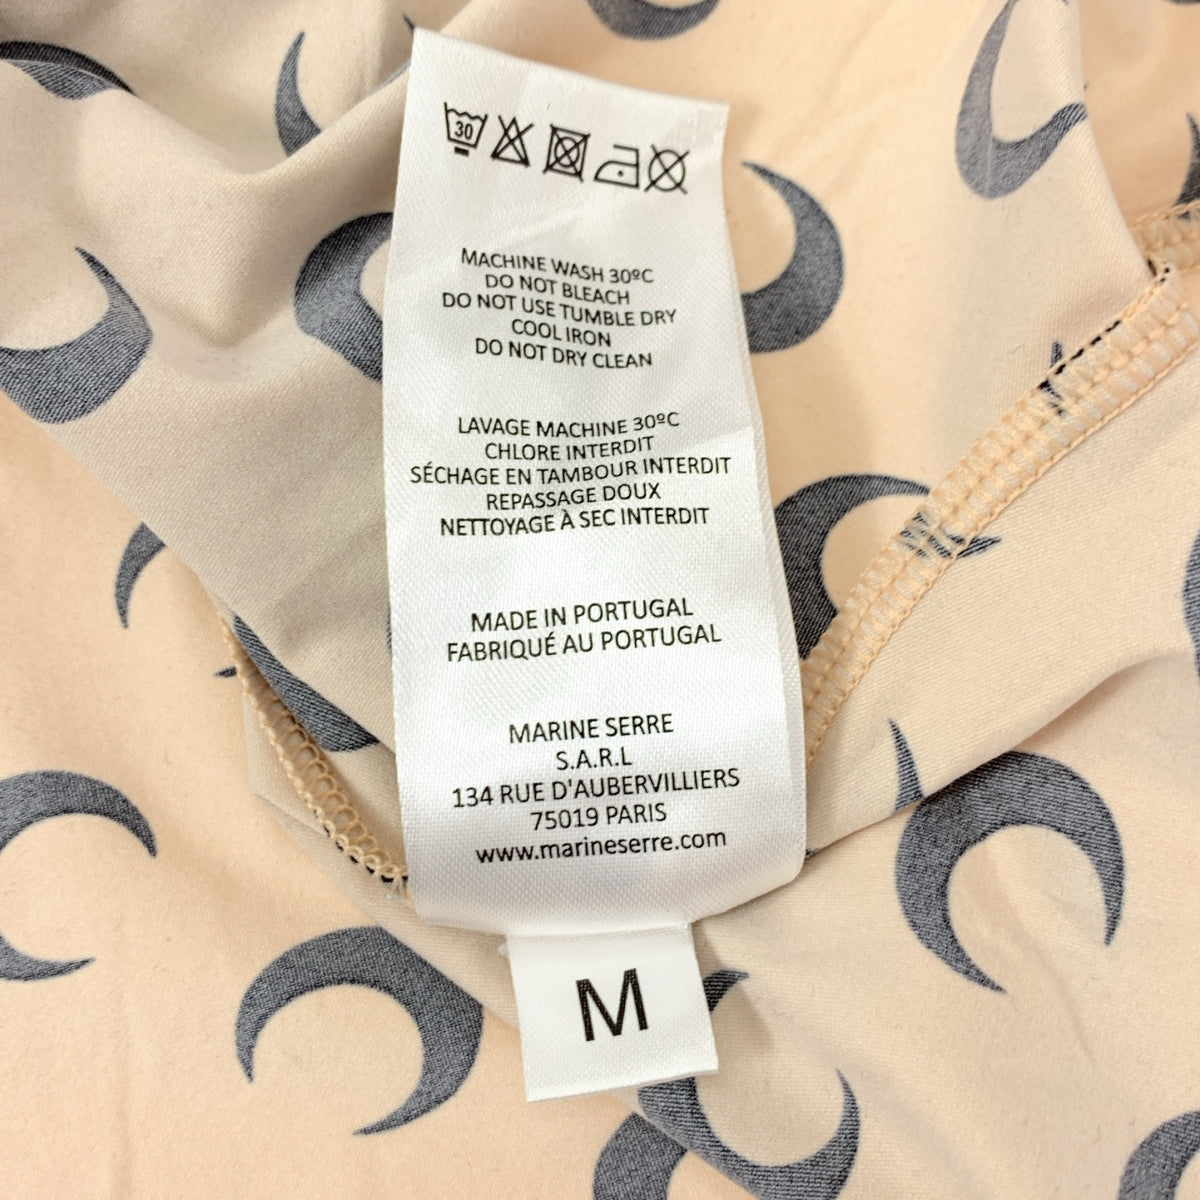 30
MACHINE WASH 30ºC
DO NOT BLEACH
DO NOT USE TUMBLE DRY
COOL IRON
DO NOT DRY CLEAN
LAVAGE MACHINE 30ºC
CHLORE INTERDIT
SÉCHAGE EN TAMBOUR INTERDIT
REPASSAGE DOUX
NETTOYAGE À SEC INTERDIT
MADE IN PORTUGAL
FABRIQUÉ AU PORTUGAL
MARINE SERRE
S.A.R.L
134 RUE D'AUBERVILLIERS
75019 PARIS
www.marineserre.com
M